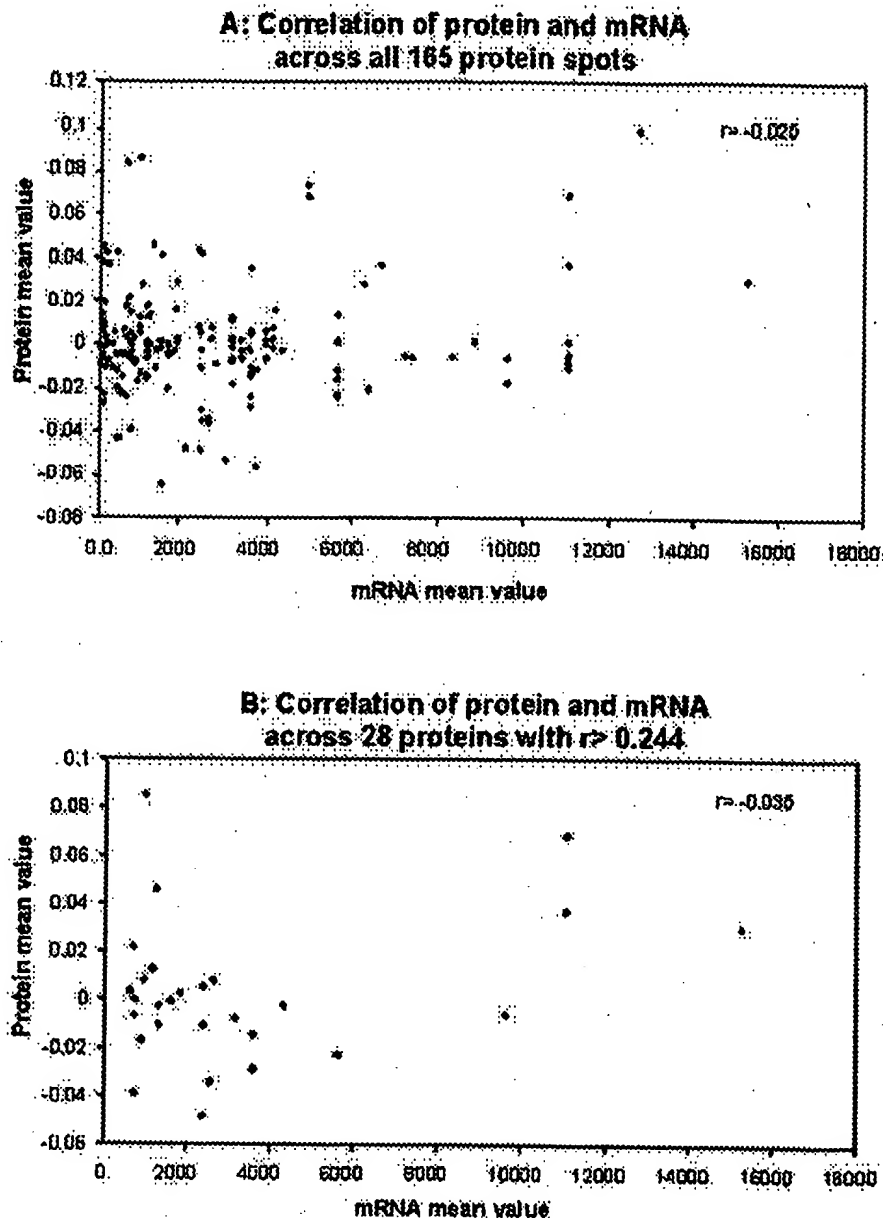 A: Correlation of protein and mRNA
across all 165 protein spots
0.12
0.1
0.08
0.06
0.04
0.02
0
-0.02
-0.04
-0.06
-0.08
r= -0.025
Protein mean value
0.0 2000 4000 6000 8000 10000 12000 14000 16000 18000
mRNA mean value
B: Correlation of protein and mRNA
across 28 proteins with r> 0.244
0.1
0.08
0.06
0.04
0.02
0
-0.02
-0.04
-0.06
r= -0.035
Protein mean value
0. 2000 4000 6000 8000 10000 12000 14000 16000 18000
mRNA mean value